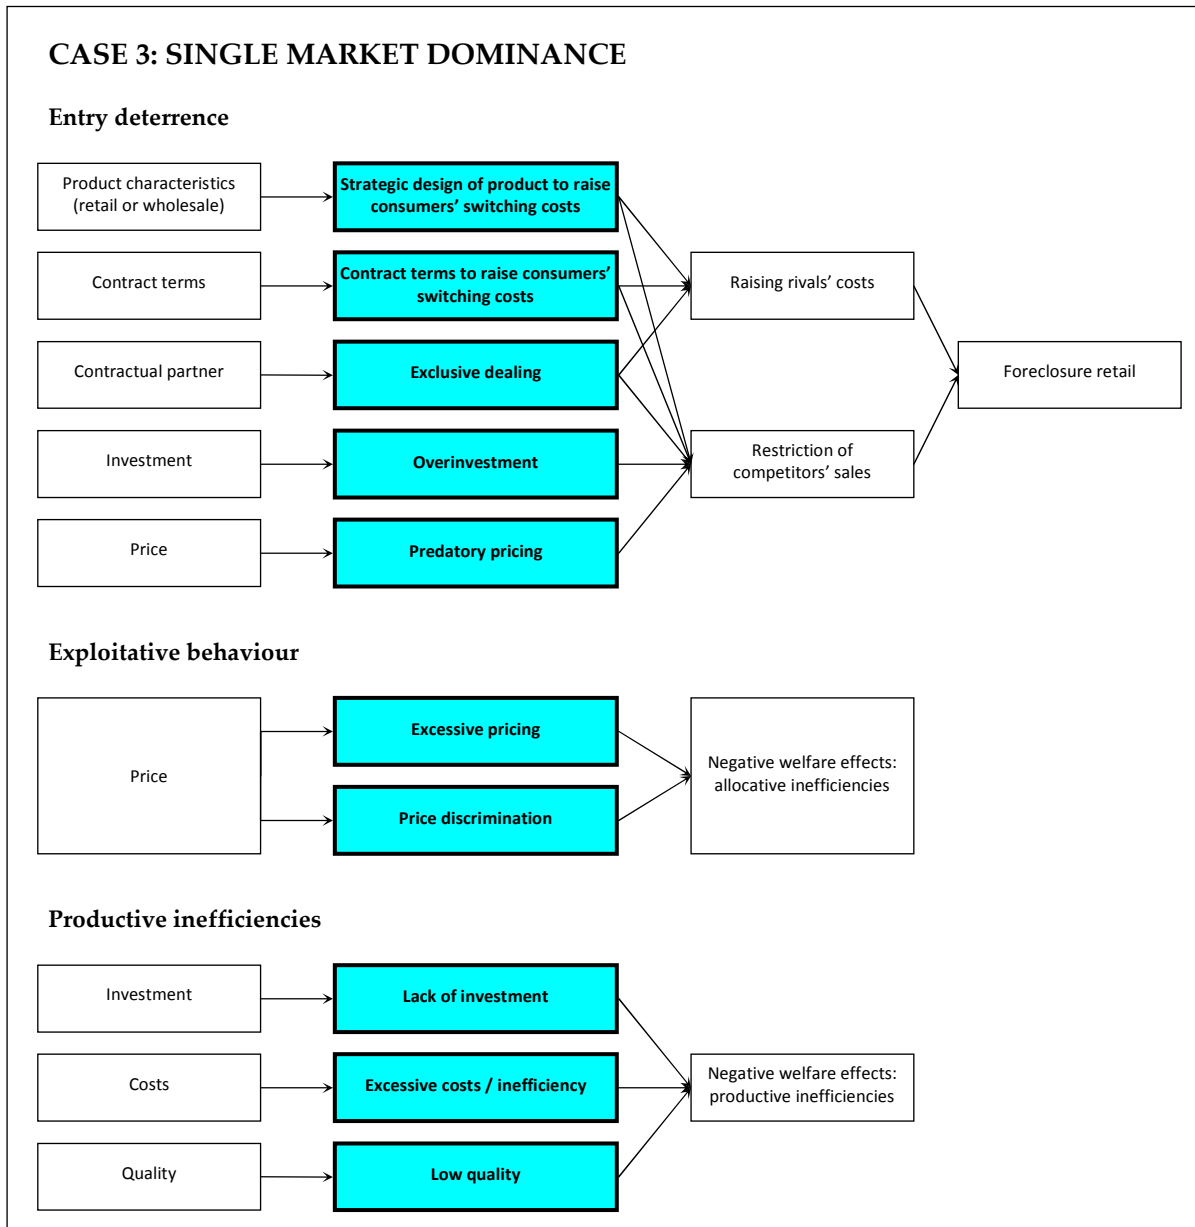 CASE 3: SINGLE MARKET DOMINANCE
Entry deterrence
Product characteristics
(retail or wholesale)
Strategic design of product to raise
consumers’ switching costs
Contract terms
Contract terms to raise consumers’
switching costs
Raising rivals’ costs
Contractual partner
Exclusive dealing
Foreclosure retail
Investment
Overinvestment
Restriction of
competitors’ sales
Price
Predatory pricing
Exploitative behaviour
Price
Excessive pricing
Price discrimination
Negative welfare effects:
allocative inefficiencies
Productive inefficiencies
Investment
Lack of investment
Costs
Excessive costs / inefficiency
Negative welfare effects:
productive inefficiencies
Quality
Low quality